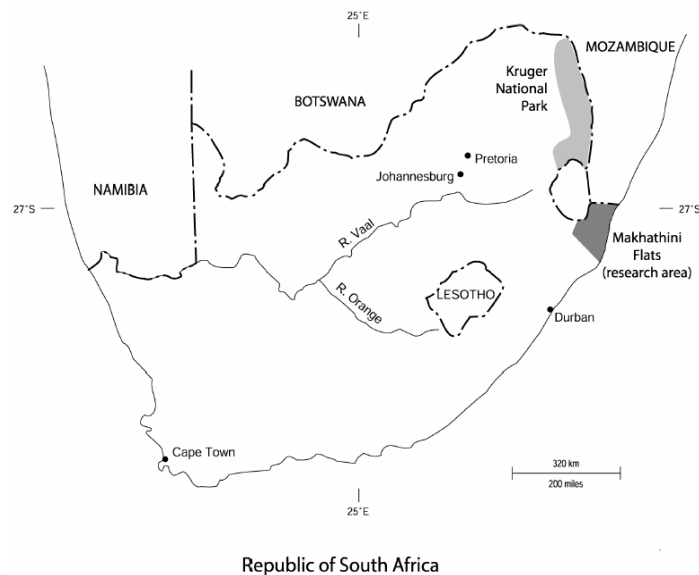 25˚E
MOZAMBIQUE
Kruger
National
Park
BOTSWANA
Pretoria
Johannesburg
NAMIBIA
27˚S
27˚S
R. Vaal
Makhathini
Flats
(research area)
LESOTHO
R. Orange
Durban
Cape Town
320 km
200 miles
25˚E
Republic of South Africa